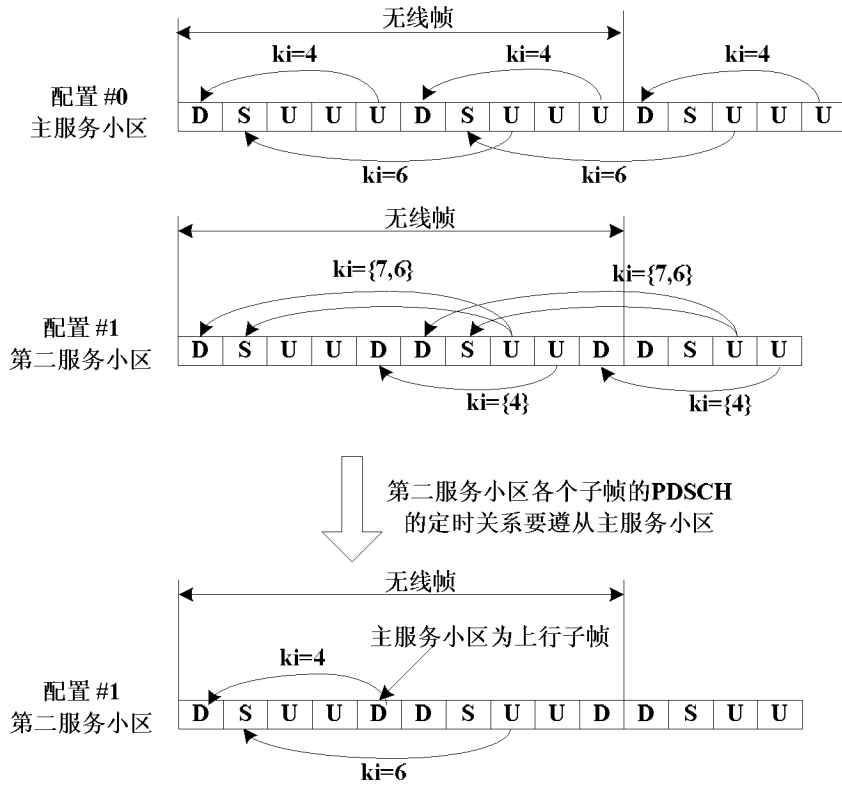 无线帧
ki=4 ki=4 ki=4
配置 #0
主服务小区
D S U U U D S U U U D S U U U
ki=6 ki=6
无线帧
ki={7,6} ki={7,6}
配置 #1
第二服务小区
D S U U D D S U U D D S U U
ki={4} ki={4}
第二服务小区各个子帧的PDSCH
的定时关系要遵从主服务小区
无线帧
主服务小区为上行子帧
ki=4
配置 #1
第二服务小区
D S U U D D S U U D D S U U
ki=6